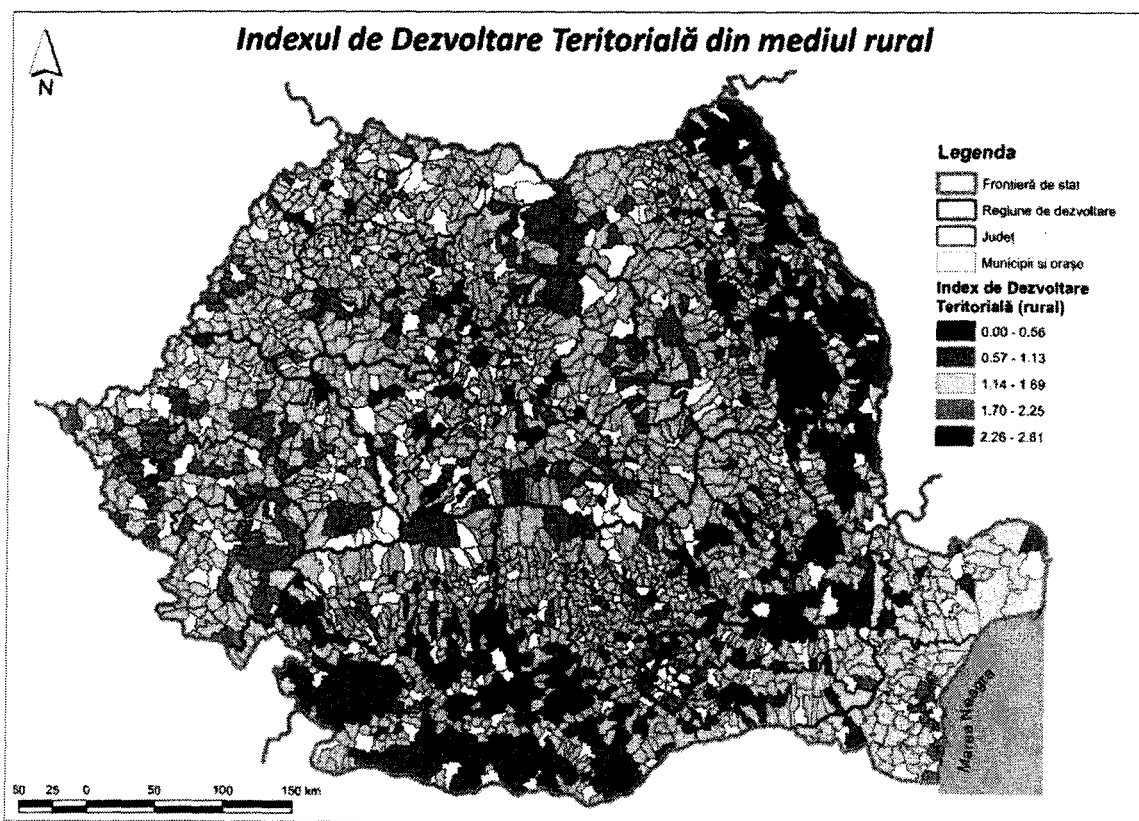 Indexul de Dezvoltare Teritorială din mediul rural
N
Legenda
Frontieră de stat
Regiune de dezvoltare
Județ
Municipii si orașe
Index de Dezvoltare
Teritorială (rural)
0.00 - 0.56
0.57 - 1.13
1.14 - 1.69
1.70 - 2.25
2.26 - 2.81
Marea Neagra
50 25 0 50 100 150 km